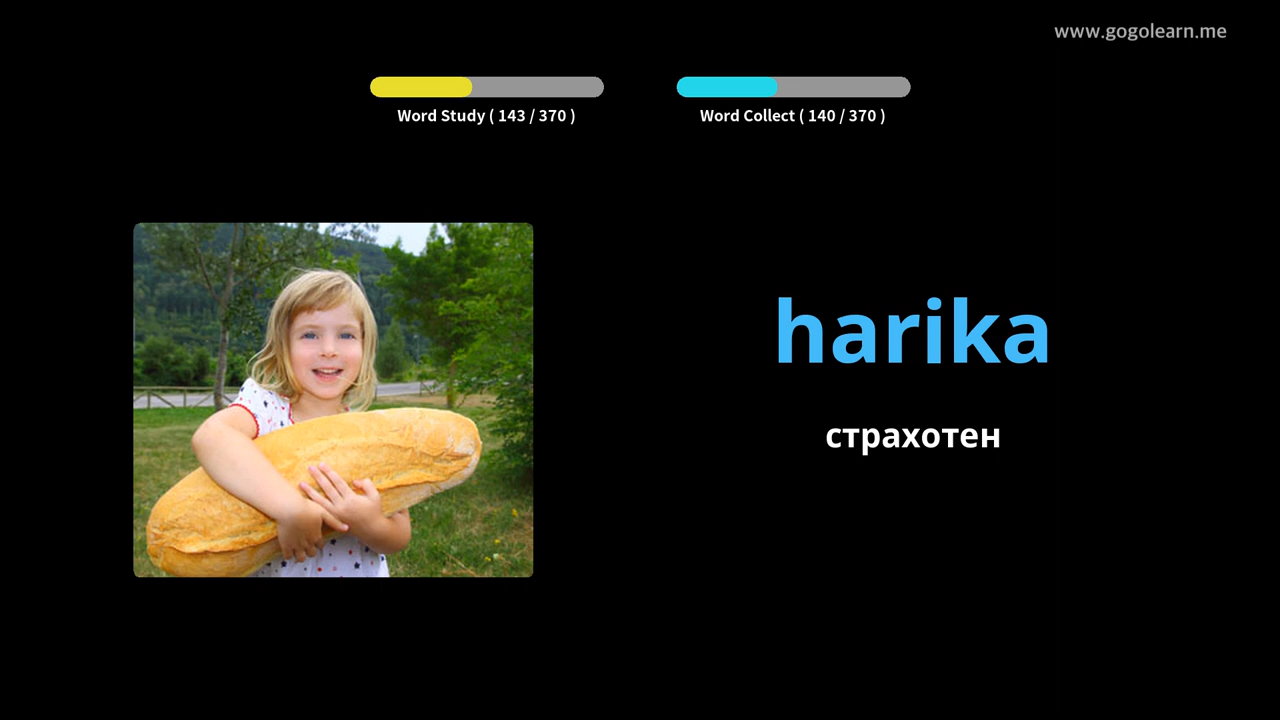 www.gogolearn.me
Word Study ( 143 / 370 )
Word Collect ( 140 / 370 )
harika
страхотен